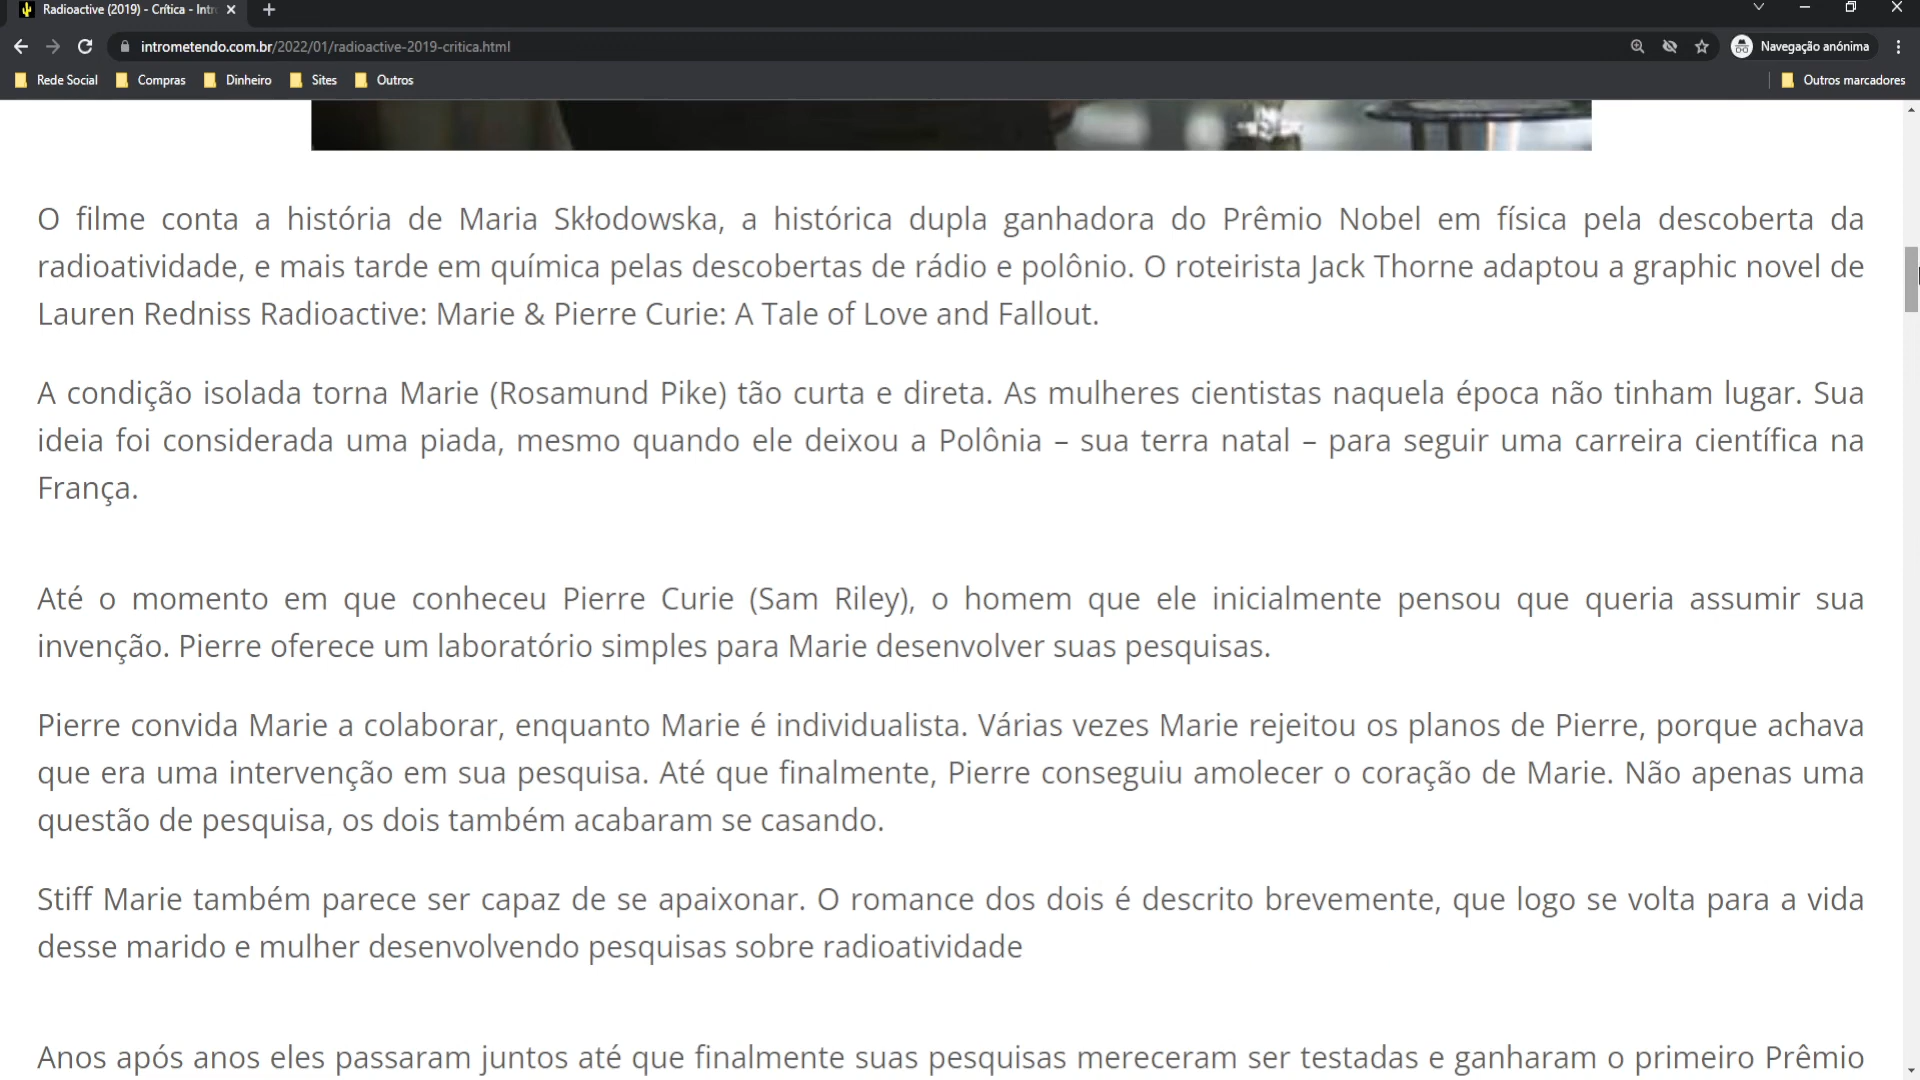 Radioactive (2019) - Crítica - Intr
intrometendo.com.br/2022/01/radioactive-2019-critica.html
Navegação anónima
Rede Social
Compras
Dinheiro
Sites
Outros
Outros marcadores
O filme conta a história de Maria Skłodowska, a histórica dupla ganhadora do Prêmio Nobel em física pela descoberta da
radioatividade, e mais tarde em química pelas descobertas de rádio e polônio. O roteirista Jack Thorne adaptou a graphic novel de
Lauren Redniss Radioactive: Marie & Pierre Curie: A Tale of Love and Fallout.
A condição isolada torna Marie (Rosamund Pike) tão curta e direta. As mulheres cientistas naquela época não tinham lugar. Sua
ideia foi considerada uma piada, mesmo quando ele deixou a Polônia – sua terra natal – para seguir uma carreira científica na
França.
Até o momento em que conheceu Pierre Curie (Sam Riley), o homem que ele inicialmente pensou que queria assumir sua
invenção. Pierre oferece um laboratório simples para Marie desenvolver suas pesquisas.
Pierre convida Marie a colaborar, enquanto Marie é individualista. Várias vezes Marie rejeitou os planos de Pierre, porque achava
que era uma intervenção em sua pesquisa. Até que finalmente, Pierre conseguiu amolecer o coração de Marie. Não apenas uma
questão de pesquisa, os dois também acabaram se casando.
Stiff Marie também parece ser capaz de se apaixonar. O romance dos dois é descrito brevemente, que logo se volta para a vida
desse marido e mulher desenvolvendo pesquisas sobre radioatividade
Anos após anos eles passaram juntos até que finalmente suas pesquisas mereceram ser testadas e ganharam o primeiro Prêmio